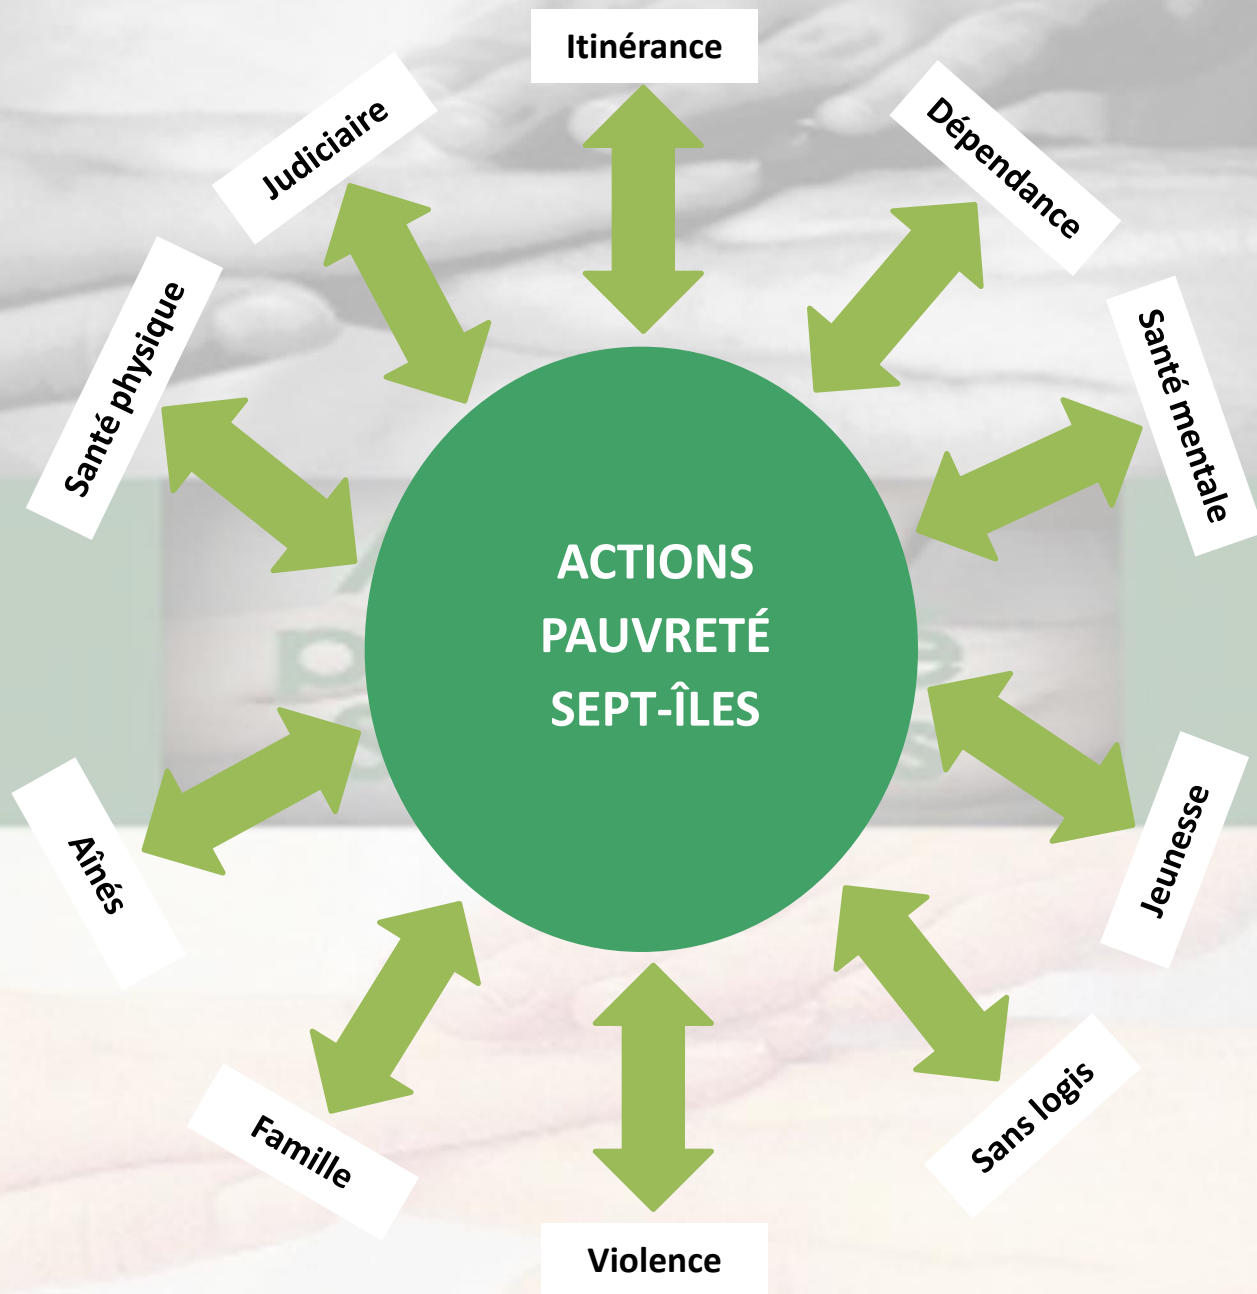 Itinérance
Dépendance
Santé mentale
Jeunesse
Sans logis
Violence
Famille
Aînés
Santé physique
Judiciaire
ACTIONS
PAUVRETÉ
SEPT-ÎLES